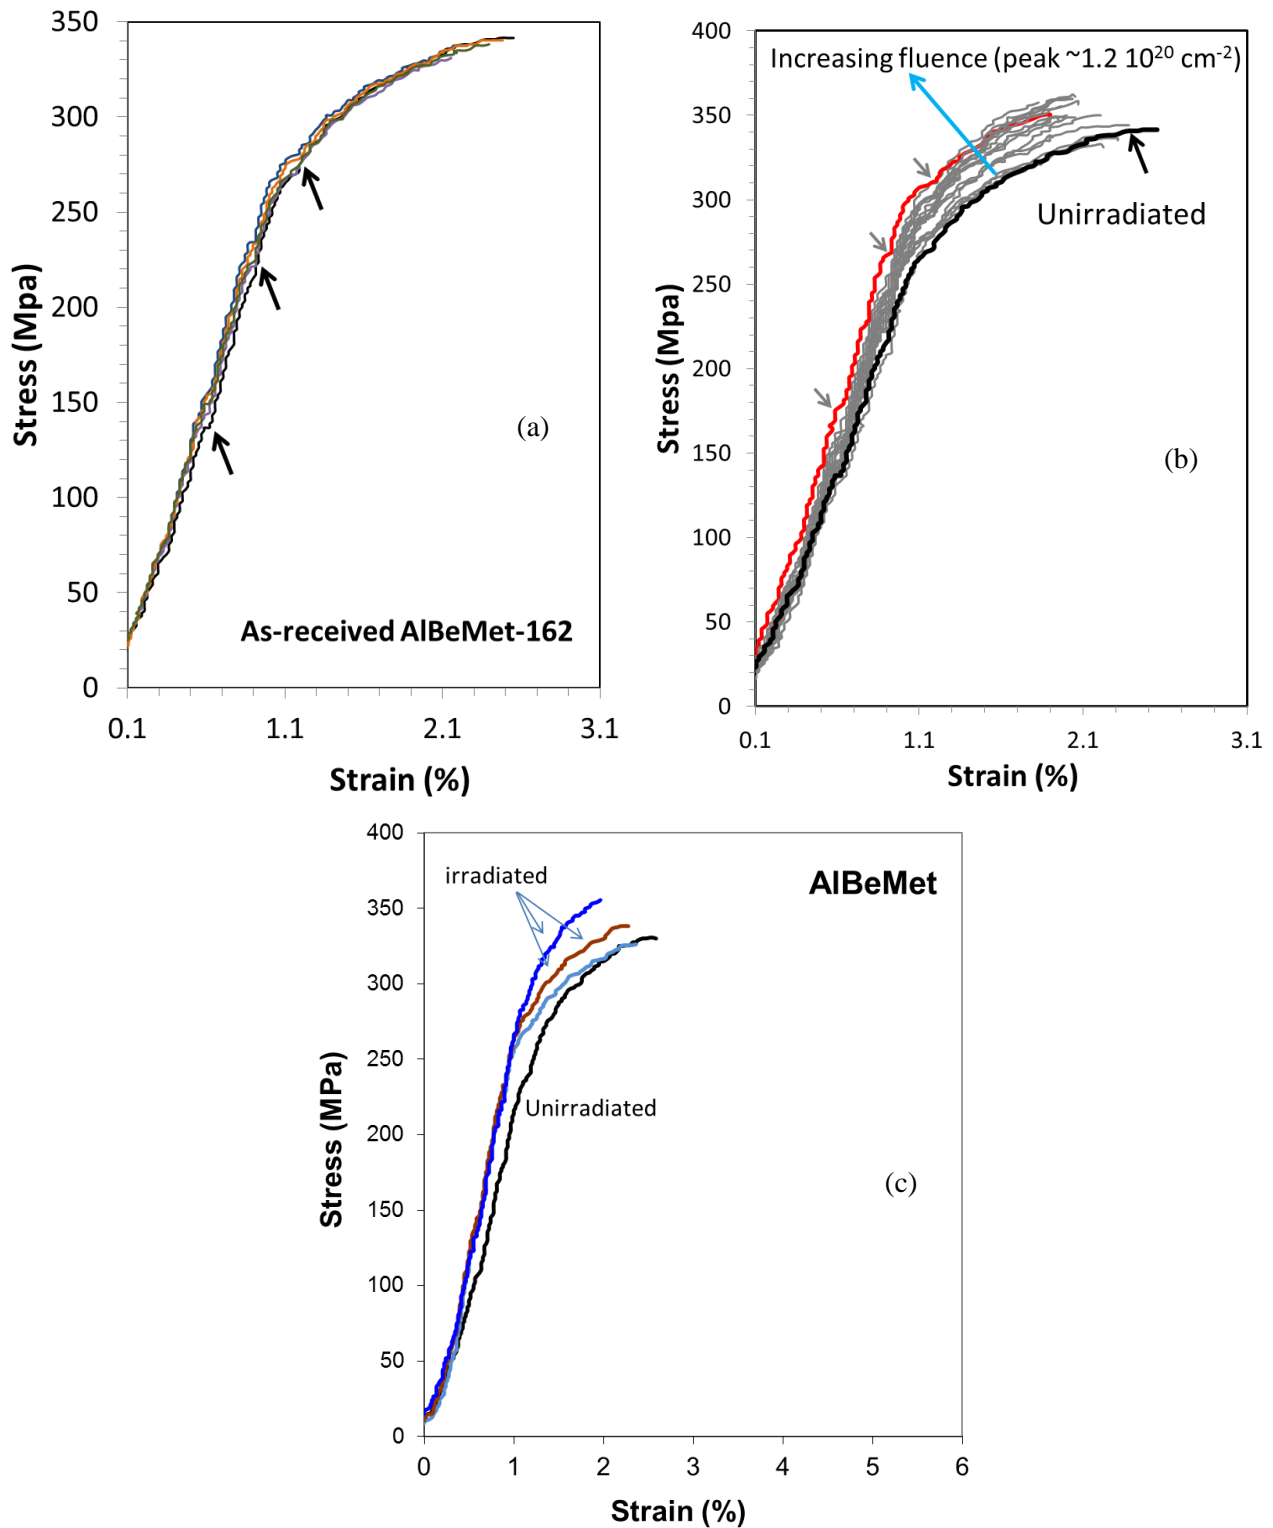 350
300
250
200
150
100
50
0
Stress (Mpa)
(a)
As-received AlBeMet-162
0.1 1.1 2.1 3.1
Strain (%)
400
350
300
250
200
150
100
50
0
Stress (Mpa)
Increasing fluence (peak ~1.2 10²⁰ cm⁻²)
Unirradiated
(b)
0.1 1.1 2.1 3.1
Strain (%)
400
350
300
250
200
150
100
50
0
Stress (MPa)
irradiated
AlBeMet
Unirradiated
(c)
0 1 2 3 4 5 6
Strain (%)